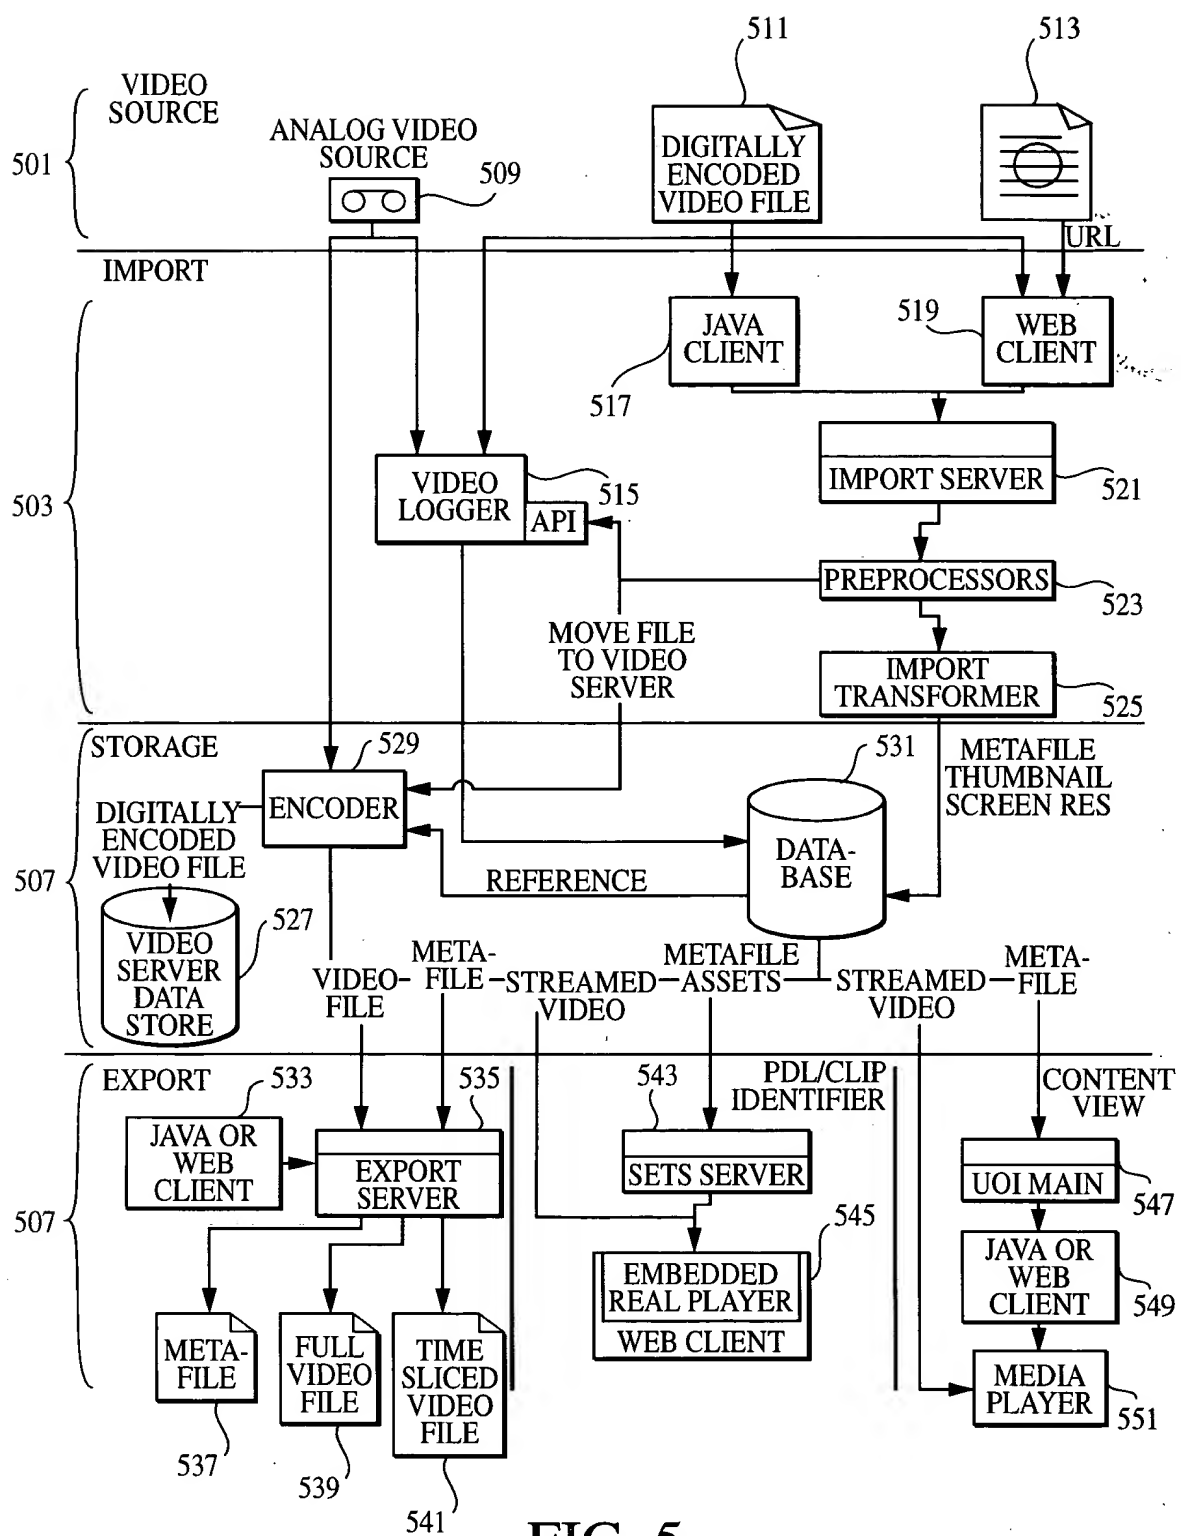 511
513
VIDEO
SOURCE
501
ANALOG VIDEO
SOURCE
509
DIGITALLY
ENCODED
VIDEO FILE
URL
IMPORT
503
JAVA
CLIENT
517
519
WEB
CLIENT
IMPORT SERVER
521
VIDEO
LOGGER
API
515
PREPROCESSORS
523
MOVE FILE
TO VIDEO
SERVER
IMPORT
TRANSFORMER
525
STORAGE
507
529
ENCODER
531
DATA-
BASE
METAFILE
THUMBNAIL
SCREEN RES
DIGITALLY
ENCODED
VIDEO FILE
REFERENCE
527
VIDEO
SERVER
DATA
STORE
VIDEO
FILE
META-
FILE
STREAMED
VIDEO
METAFILE
ASSETS
STREAMED
VIDEO
META-
FILE
EXPORT
507
533
JAVA OR
WEB
CLIENT
535
EXPORT
SERVER
543
PDL/CLIP
IDENTIFIER
SETS SERVER
CONTENT
VIEW
UOI MAIN
547
545
EMBEDDED
REAL PLAYER
WEB CLIENT
JAVA OR
WEB
CLIENT
549
META-
FILE
537
FULL
VIDEO
FILE
539
TIME
SLICED
VIDEO
FILE
541
MEDIA
PLAYER
551
FIG. 5